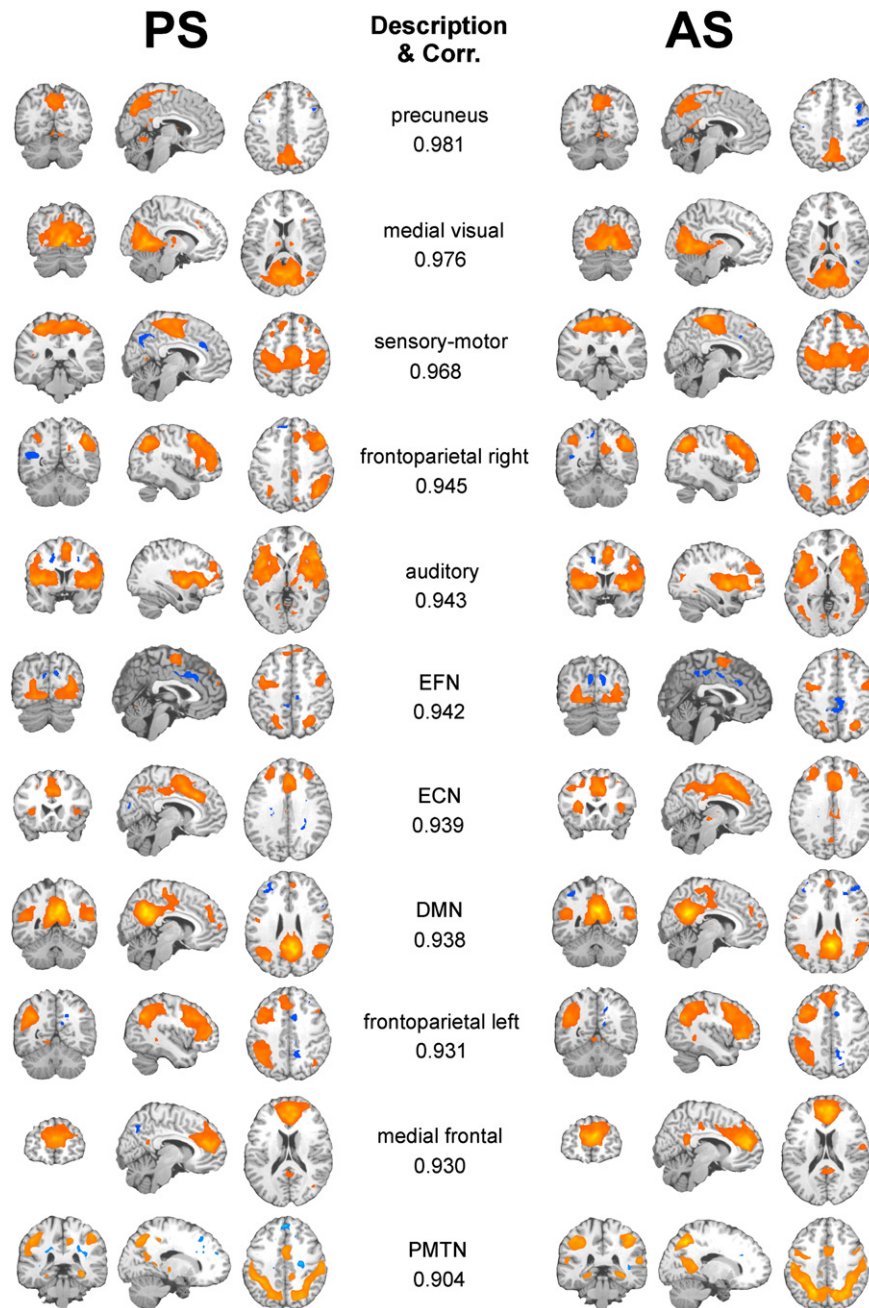 PS
Description
& Corr.
AS
precuneus
0.981
medial visual
0.976
sensory-motor
0.968
frontoparietal right
0.945
auditory
0.943
EFN
0.942
ECN
0.939
DMN
0.938
frontoparietal left
0.931
medial frontal
0.930
PMTN
0.904